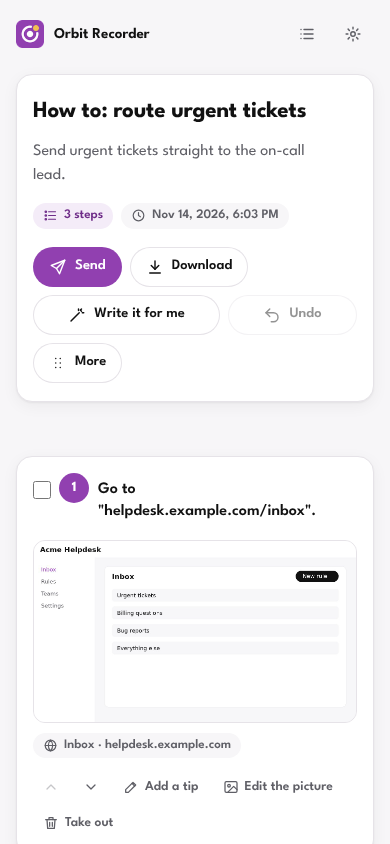 Orbit Recorder
How to: route urgent tickets
Send urgent tickets straight to the on-call
lead.
3 steps
Nov 14, 2026, 6:03 PM
Send
Download
Write it for me
Undo
More
1
Go to
"helpdesk.example.com/inbox".
Acme Helpdesk
Inbox
Rules
Teams
Settings
Inbox
New rule
Urgent tickets
Billing questions
Bug reports
Everything else
Inbox · helpdesk.example.com
Add a tip
Edit the picture
Take out